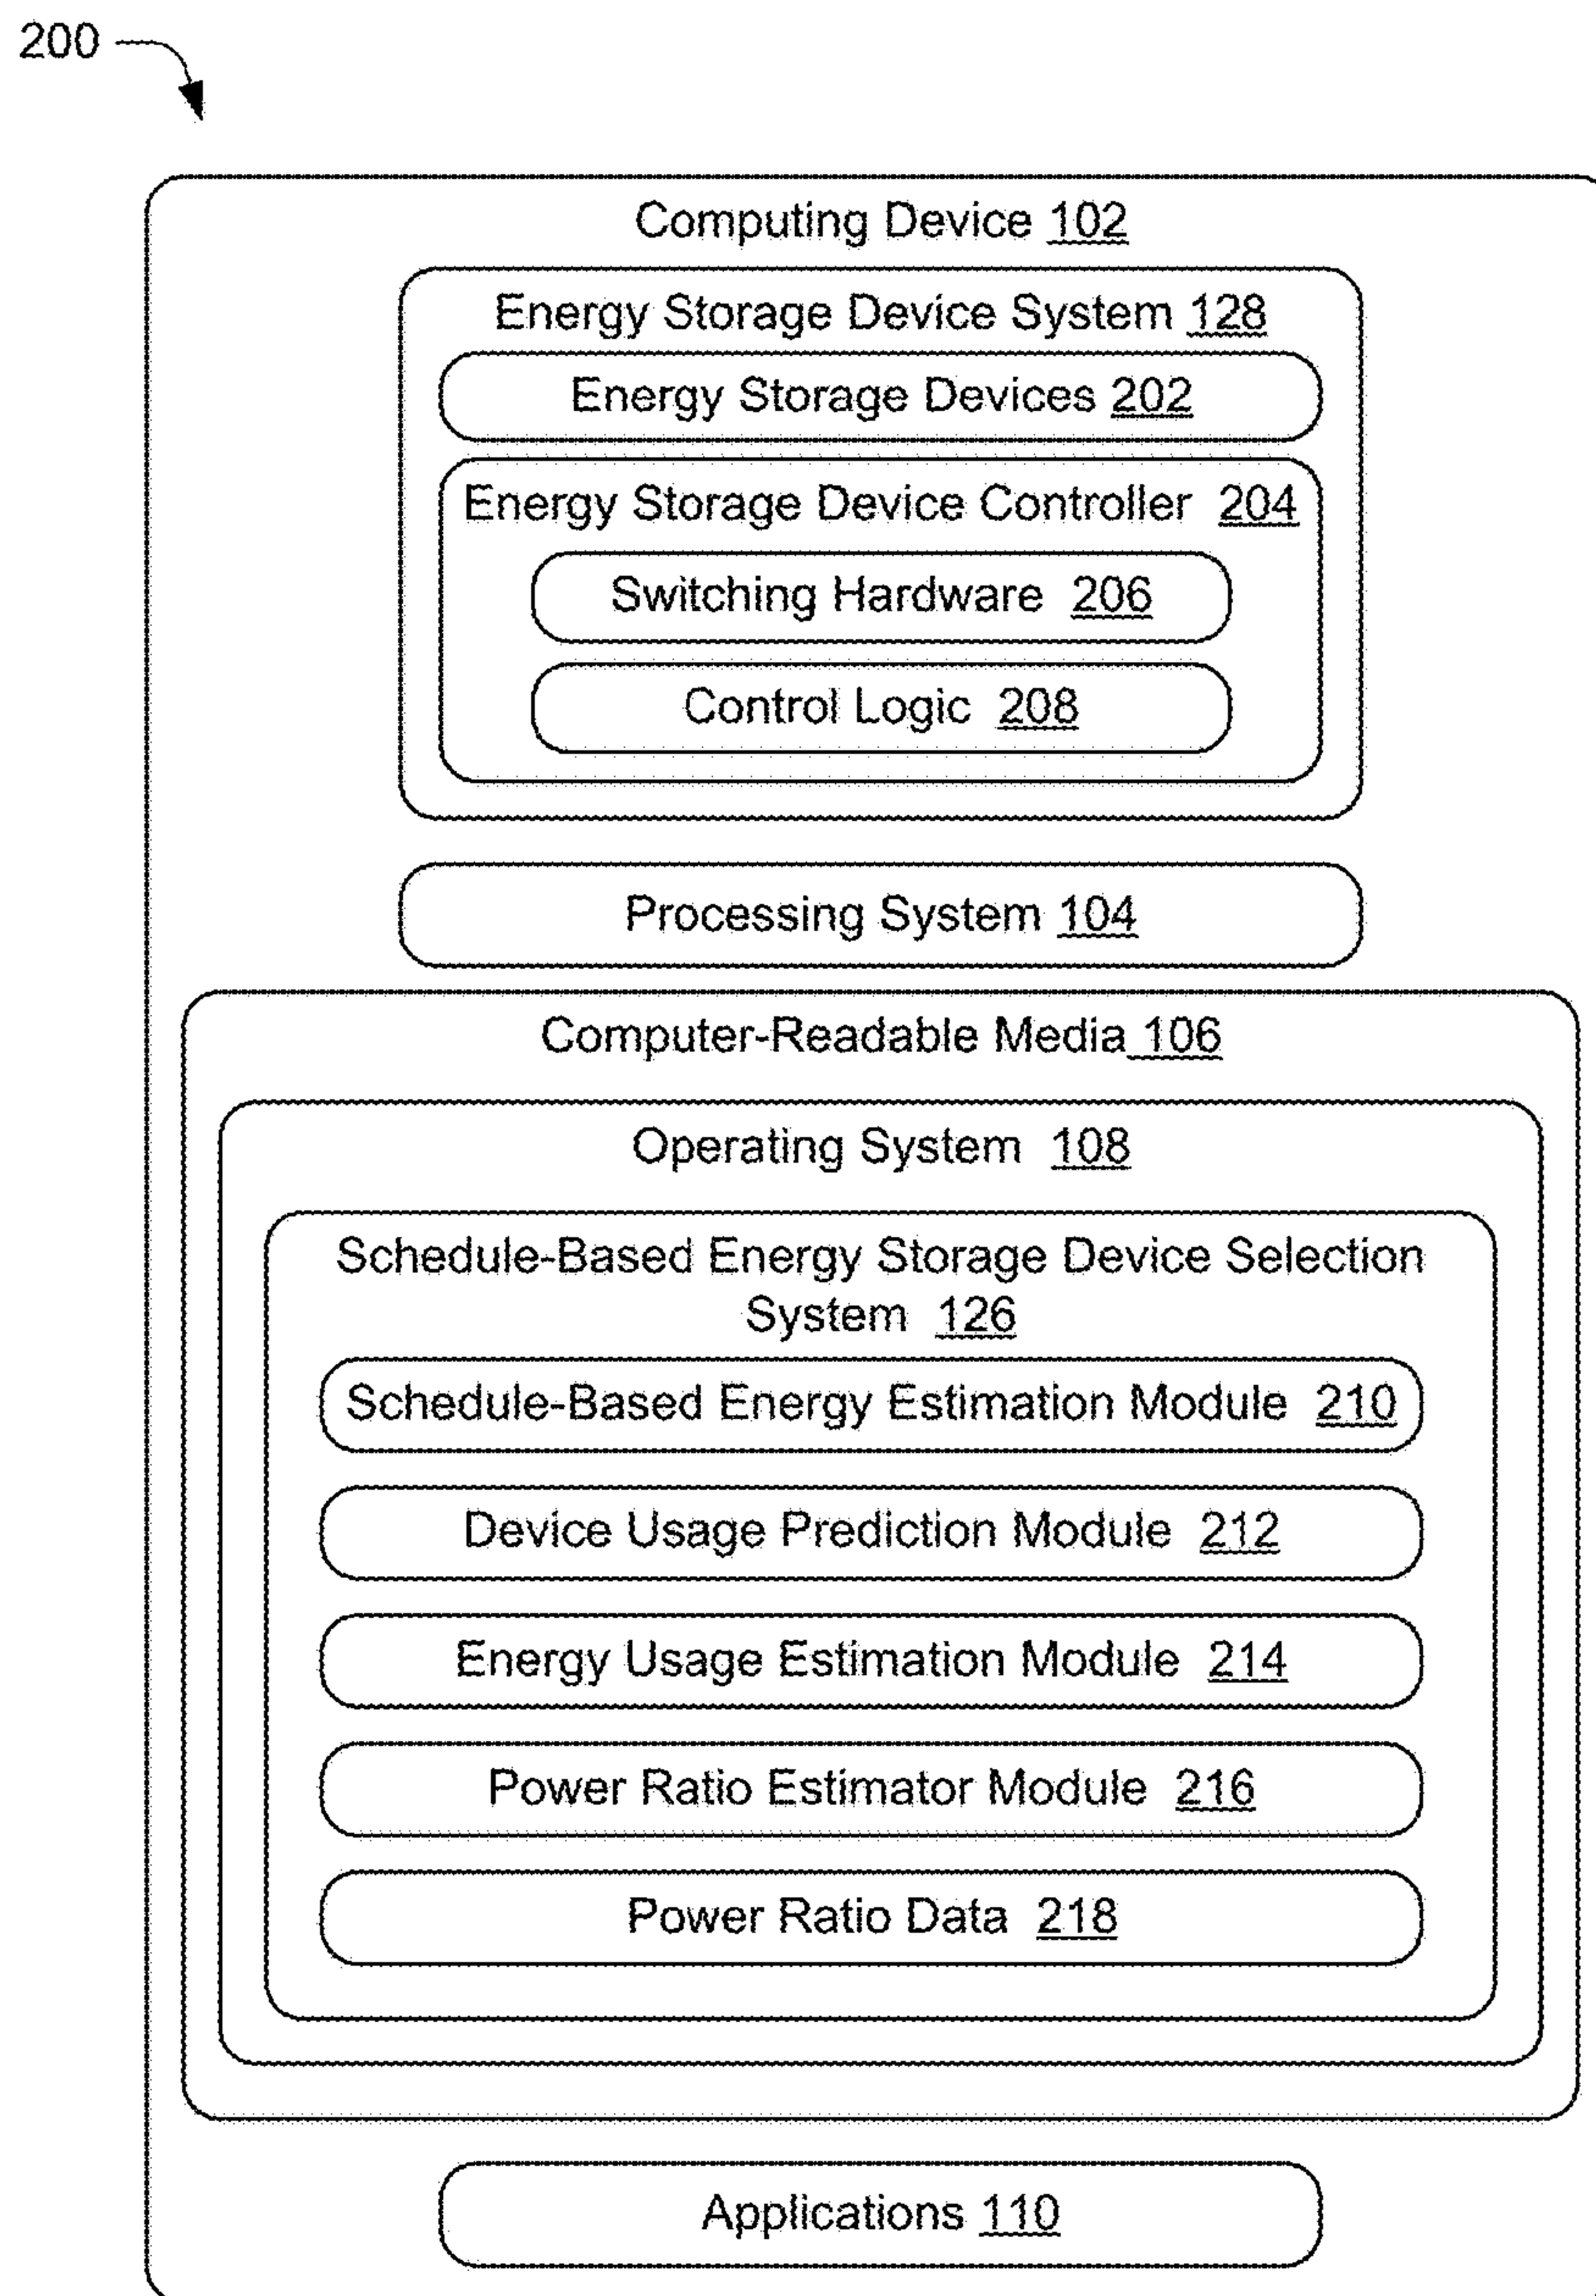 200
Computing Device 102
Energy Storage Device System 128
Energy Storage Devices 202
Energy Storage Device Controller 204
Switching Hardware 206
Control Logic 208
Processing System 104
Computer-Readable Media 106
Operating System 108
Schedule-Based Energy Storage Device Selection
System 126
Schedule-Based Energy Estimation Module 210
Device Usage Prediction Module 212
Energy Usage Estimation Module 214
Power Ratio Estimator Module 216
Power Ratio Data 218
Applications 110